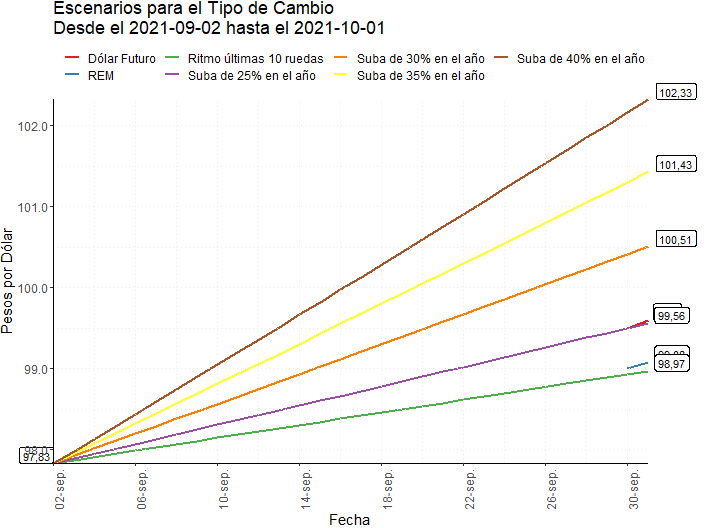 Escenarios para el Tipo de Cambio
Desde el 2021-09-02 hasta el 2021-10-01
Dólar Futuro
Ritmo últimas 10 ruedas
Suba de 30% en el año
Suba de 40% en el año
REM
Suba de 25% en el año
Suba de 35% en el año
102,33
102.0
101,43
101.0
100,51
100.0
99,56
99.0
98,97
98.0
97,83
Pesos por Dólar
02-sep.
06-sep.
10-sep.
14-sep.
18-sep.
22-sep.
26-sep.
30-sep.
Fecha